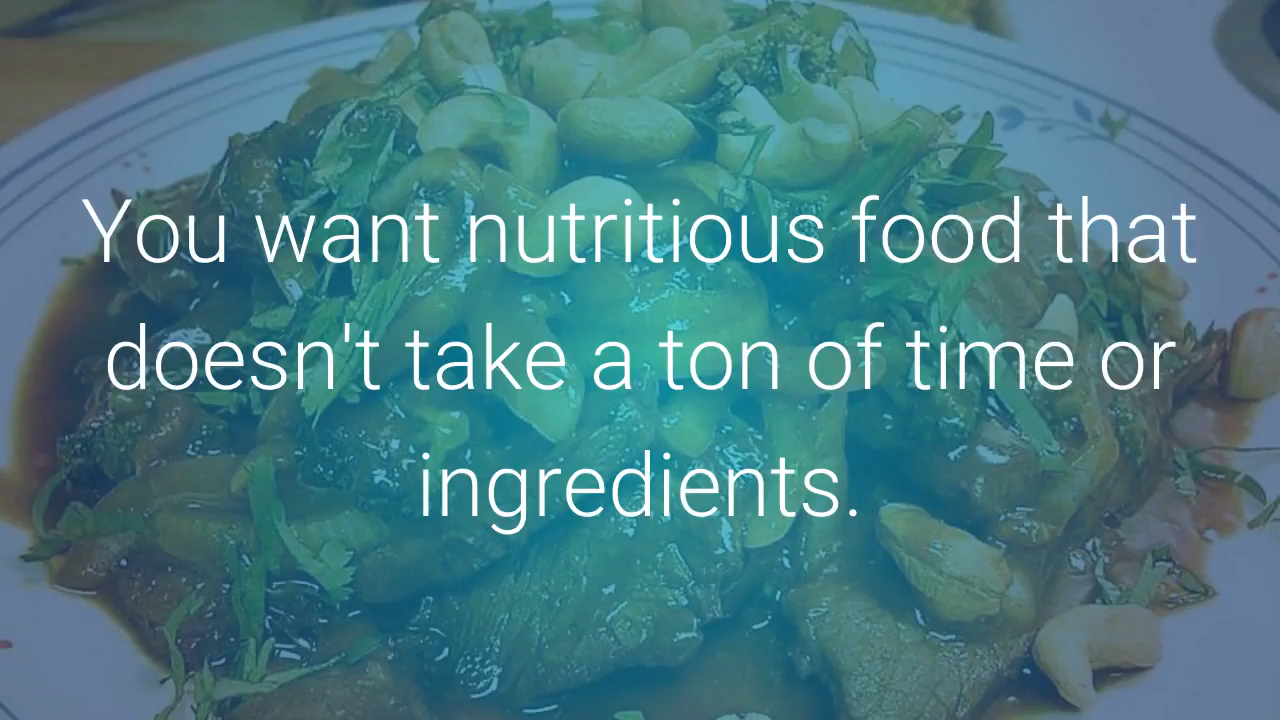 You want nutritious food that
doesn't take a ton of time or
ingredients.